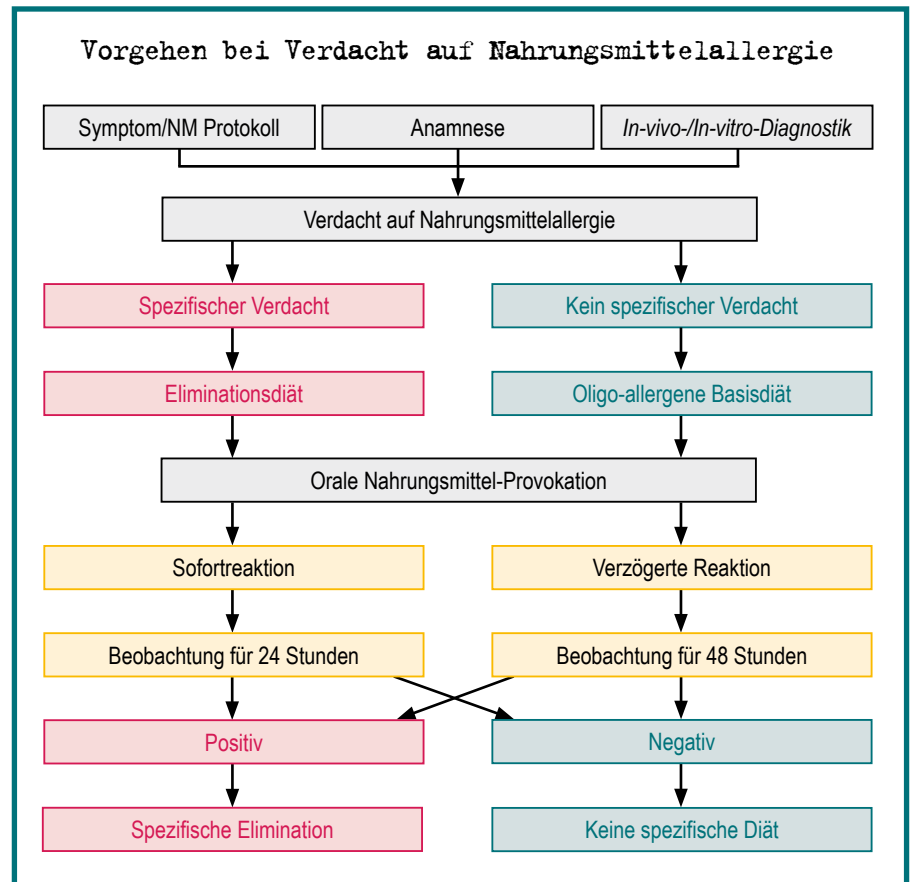 Vorgehen bei Verdacht auf Nahrungsmittelallergie
Symptom/NM Protokoll
Anamnese
In-vivo-/In-vitro-Diagnostik
Verdacht auf Nahrungsmittelallergie
Spezifischer Verdacht
Kein spezifischer Verdacht
Eliminationsdiät
Oligo-allergene Basisdiät
Orale Nahrungsmittel-Provokation
Sofortreaktion
Verzögerte Reaktion
Beobachtung für 24 Stunden
Beobachtung für 48 Stunden
Positiv
Negativ
Spezifische Elimination
Keine spezifische Diät